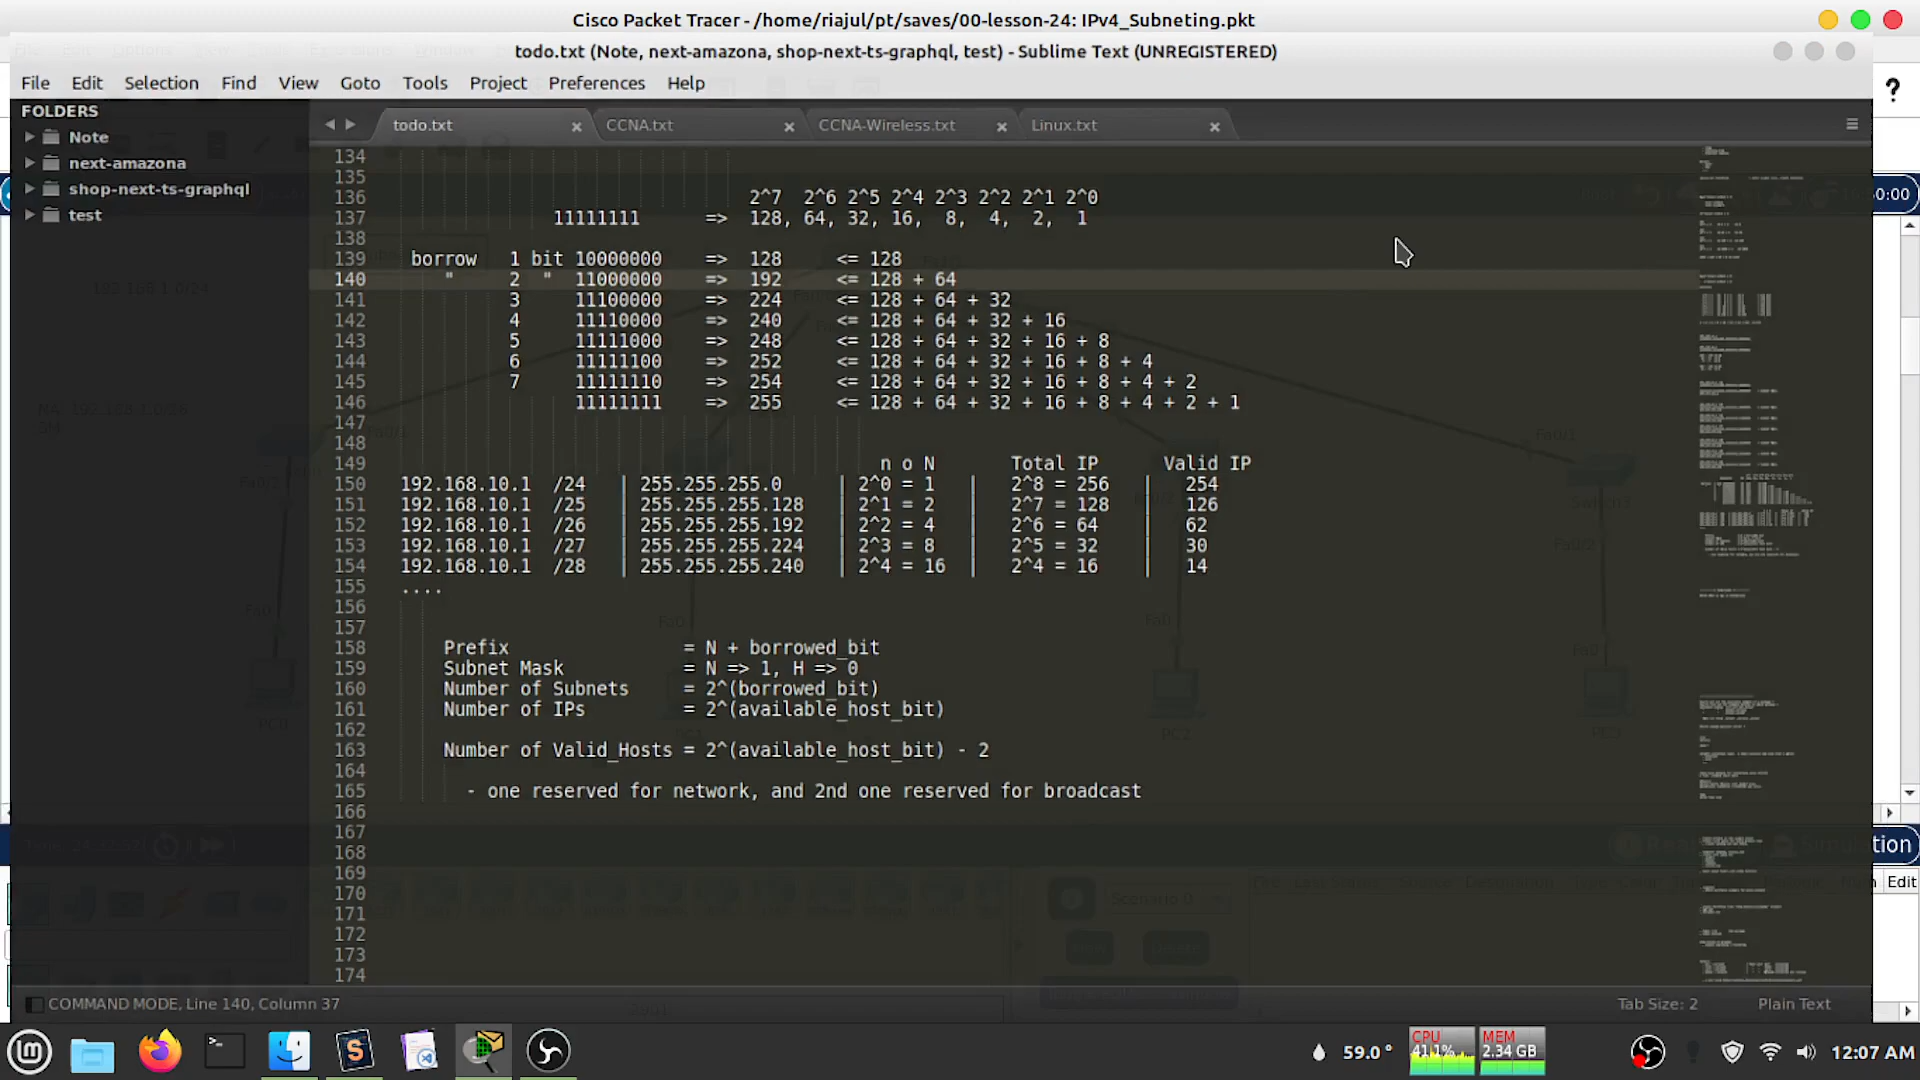 Cisco Packet Tracer - /home/riajul/pt/saves/00-lesson-24: IPv4_Subneting.pkt
todo.txt (Note, next-amazona, shop-next-ts-graphql, test) - Sublime Text (UNREGISTERED)
File Edit Selection Find View Goto Tools Project Preferences Help
FOLDERS
Note
next-amazona
shop-next-ts-graphql
test
todo.txt CCNA.txt CCNA-Wireless.txt Linux.txt
134
135
136 2^7 2^6 2^5 2^4 2^3 2^2 2^1 2^0
137 11111111 => 128, 64, 32, 16, 8, 4, 2, 1
138
139 borrow 1 bit 10000000 => 128 <= 128
140 " 2 " 11000000 => 192 <= 128 + 64
141 3 11100000 => 224 <= 128 + 64 + 32
142 4 11110000 => 240 <= 128 + 64 + 32 + 16
143 5 11111000 => 248 <= 128 + 64 + 32 + 16 + 8
144 6 11111100 => 252 <= 128 + 64 + 32 + 16 + 8 + 4
145 7 11111110 => 254 <= 128 + 64 + 32 + 16 + 8 + 4 + 2
146 11111111 => 255 <= 128 + 64 + 32 + 16 + 8 + 4 + 2 + 1
147
148
149 n o N Total IP Valid IP
150 192.168.10.1 /24 | 255.255.255.0 | 2^0 = 1 | 2^8 = 256 | 254
151 192.168.10.1 /25 | 255.255.255.128 | 2^1 = 2 | 2^7 = 128 | 126
152 192.168.10.1 /26 | 255.255.255.192 | 2^2 = 4 | 2^6 = 64 | 62
153 192.168.10.1 /27 | 255.255.255.224 | 2^3 = 8 | 2^5 = 32 | 30
154 192.168.10.1 /28 | 255.255.255.240 | 2^4 = 16 | 2^4 = 16 | 14
155 ....
156
157
158 Prefix = N + borrowed_bit
159 Subnet Mask = N => 1, H => 0
160 Number of Subnets = 2^(borrowed_bit)
161 Number of IPs = 2^(available_host_bit)
162
163 Number of Valid_Hosts = 2^(available_host_bit) - 2
164
165 - one reserved for network, and 2nd one reserved for broadcast
166
167
168
169
170
171
172
173
174
COMMAND MODE, Line 140, Column 37 Tab Size: 2 Plain Text
Edit
59.0 °
CPU
41.1%
MEM
2.34 GB
12:07 AM